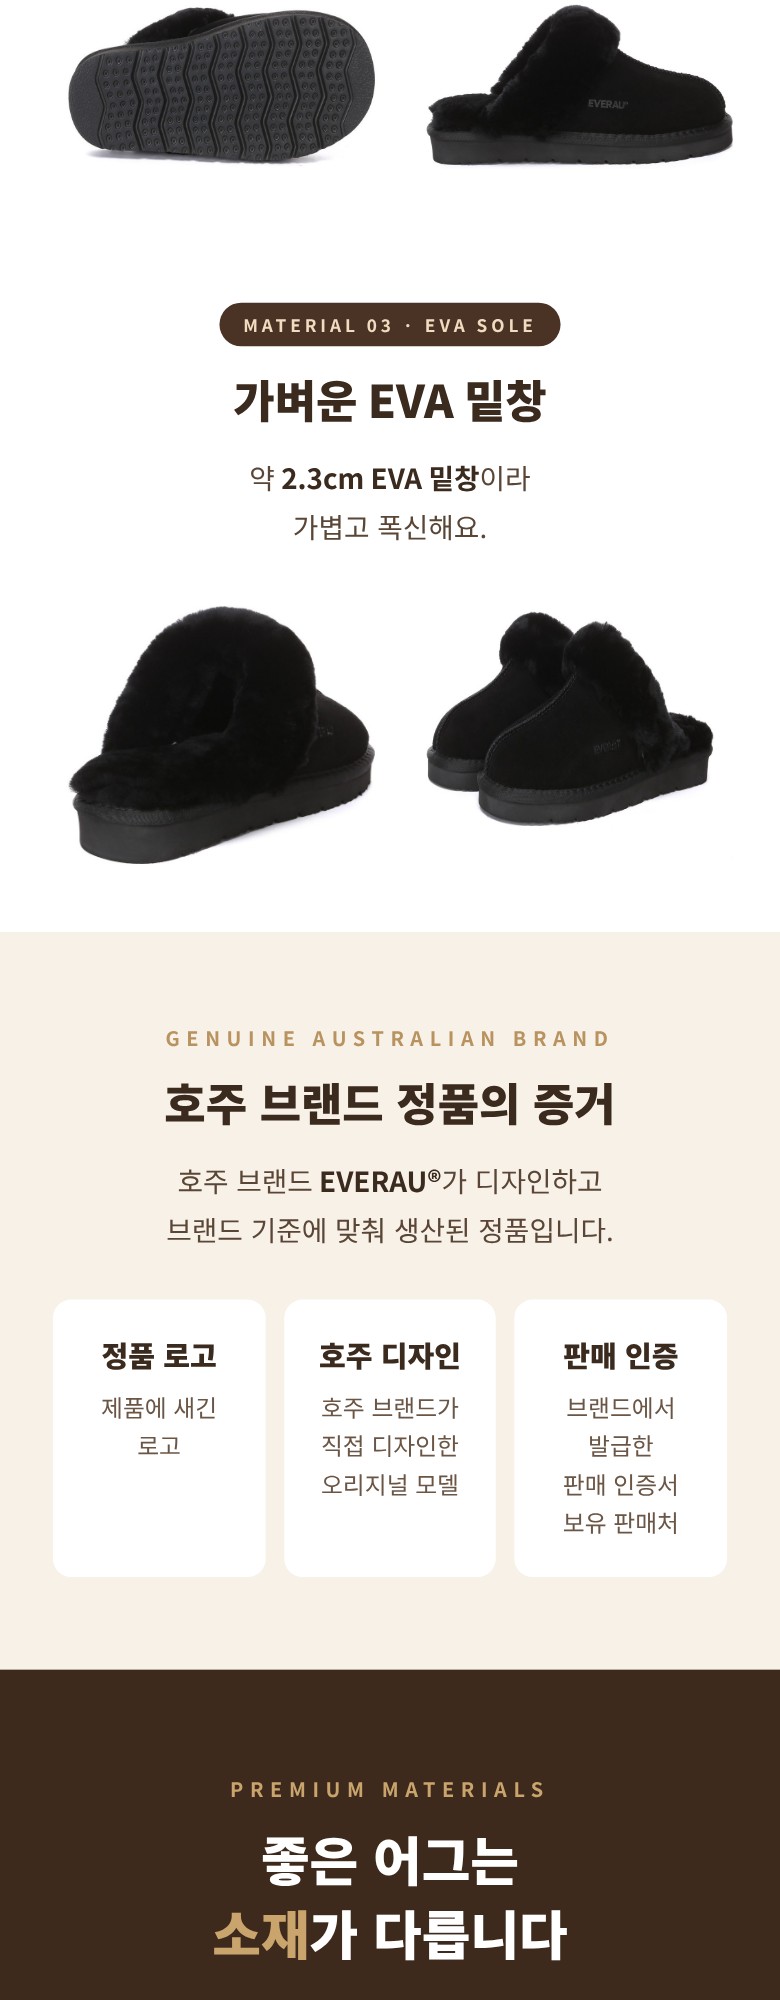 EVERAU®
MATERIAL 03 · EVA SOLE
가벼운 EVA 밑창
약 2.3cm EVA 밑창이라
가볍고 폭신해요.
GENUINE AUSTRALIAN BRAND
호주 브랜드 정품의 증거
호주 브랜드 EVERAU®가 디자인하고
브랜드 기준에 맞춰 생산된 정품입니다.
정품 로고
제품에 새긴
로고
호주 디자인
호주 브랜드가
직접 디자인한
오리지널 모델
판매 인증
브랜드에서
발급한
판매 인증서
보유 판매처
PREMIUM MATERIALS
좋은 어그는
소재가 다릅니다